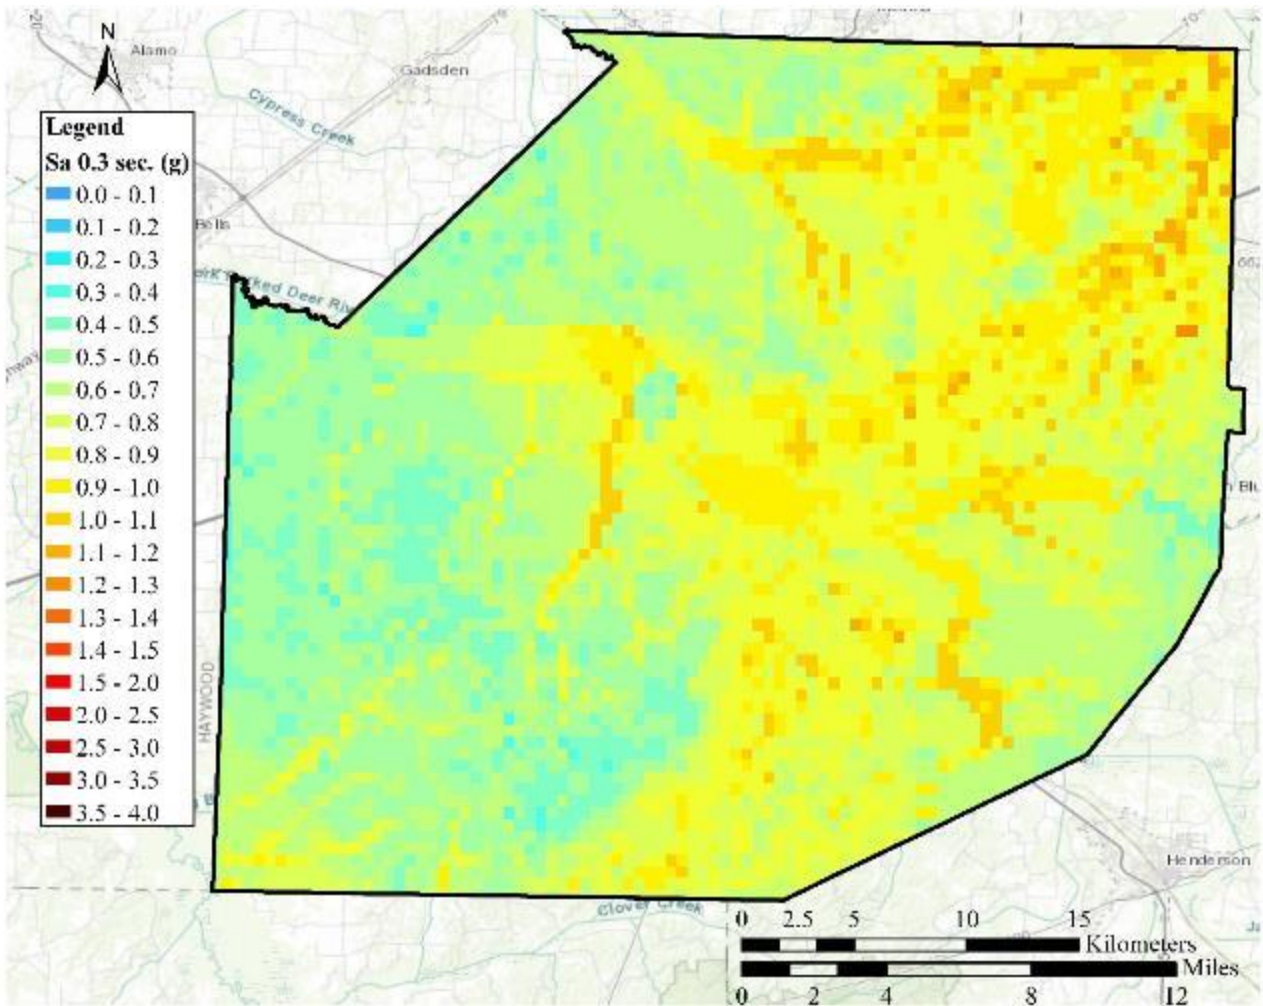 N
Alamo
Gadsden
Cypress Creek
Bells
Legend
Sa 0.3 sec. (g)
0.0 - 0.1
0.1 - 0.2
0.2 - 0.3
0.3 - 0.4
0.4 - 0.5
0.5 - 0.6
0.6 - 0.7
0.7 - 0.8
0.8 - 0.9
0.9 - 1.0
1.0 - 1.1
1.1 - 1.2
1.2 - 1.3
1.3 - 1.4
1.4 - 1.5
1.5 - 2.0
2.0 - 2.5
2.5 - 3.0
3.0 - 3.5
3.5 - 4.0
Deer
HAYWOOD
Henderson
Clover Creek
0 2.5 5 10 15
Kilometers
Miles
0 2 4 8 12